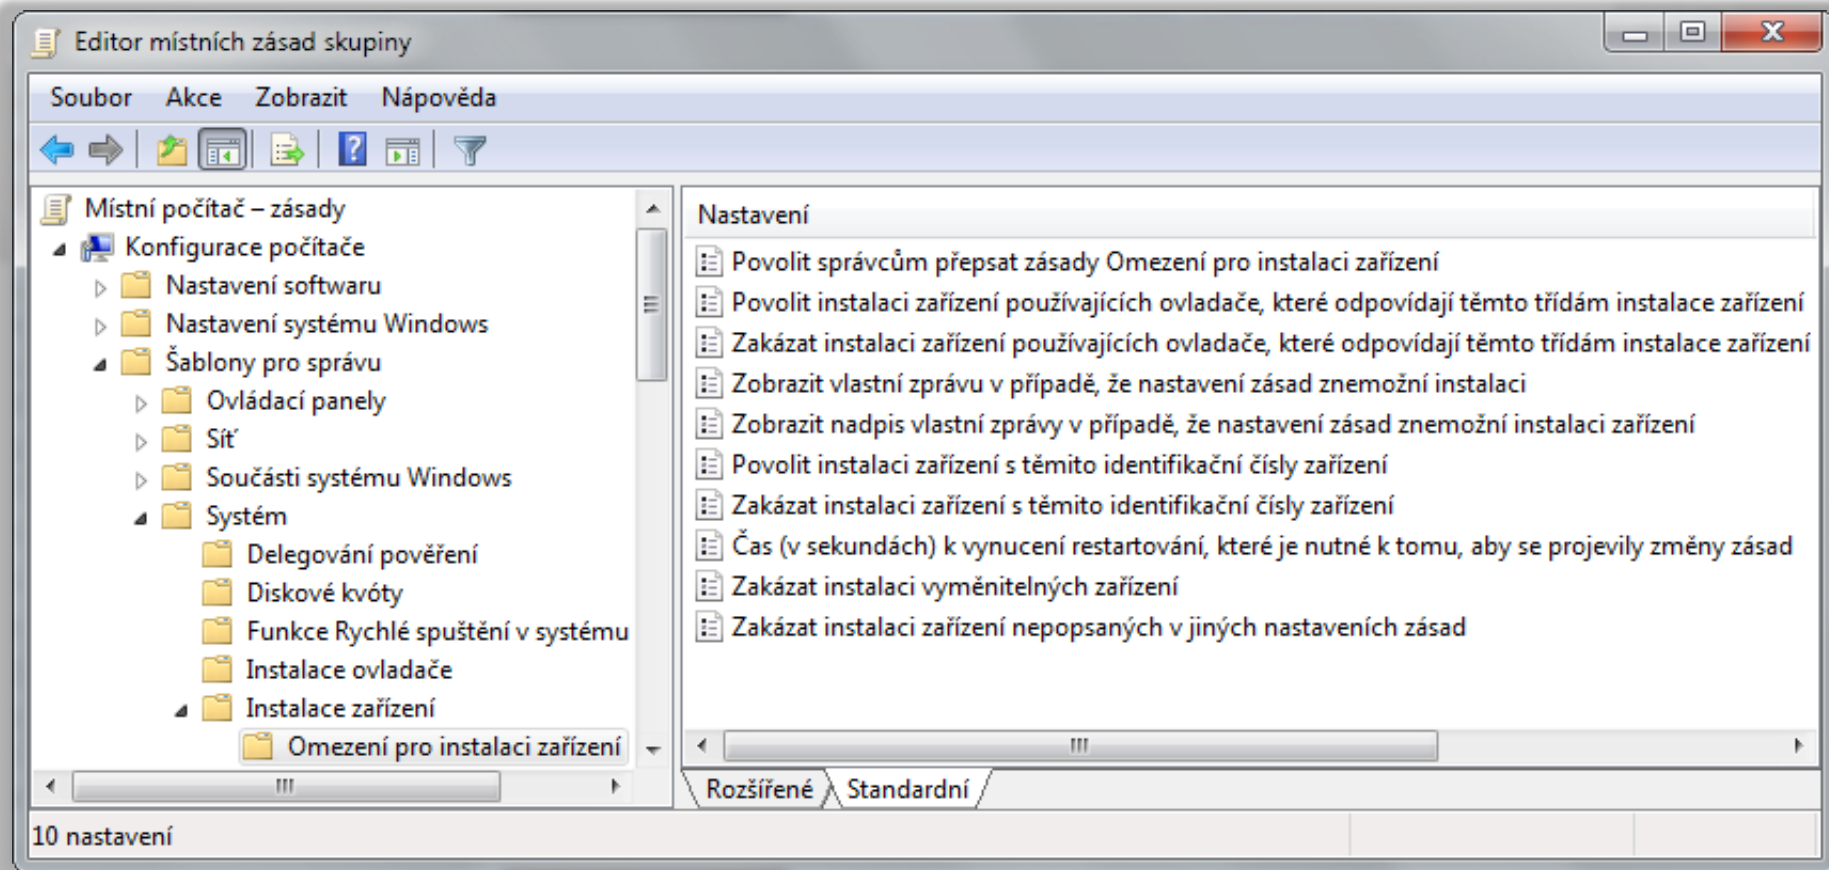 Editor místních zásad skupiny
Soubor Akce Zobrazit Nápověda
Místní počítač – zásady
Konfigurace počítače
Nastavení softwaru
Nastavení systému Windows
Šablony pro správu
Ovládací panely
Síť
Součásti systému Windows
Systém
Delegování pověření
Diskové kvóty
Funkce Rychlé spuštění v systému
Instalace ovladače
Instalace zařízení
Omezení pro instalaci zařízení
Nastavení
Povolit správcům přepsat zásady Omezení pro instalaci zařízení
Povolit instalaci zařízení používajících ovladače, které odpovídají těmto třídám instalace zařízení
Zakázat instalaci zařízení používajících ovladače, které odpovídají těmto třídám instalace zařízení
Zobrazit vlastní zprávu v případě, že nastavení zásad znemožní instalaci
Zobrazit nadpis vlastní zprávy v případě, že nastavení zásad znemožní instalaci zařízení
Povolit instalaci zařízení s těmito identifikační čísly zařízení
Zakázat instalaci zařízení s těmito identifikační čísly zařízení
Čas (v sekundách) k vynucení restartování, které je nutné k tomu, aby se projevily změny zásad
Zakázat instalaci vyměnitelných zařízení
Zakázat instalaci zařízení nepopsaných v jiných nastaveních zásad
Rozšířené Standardní
10 nastavení